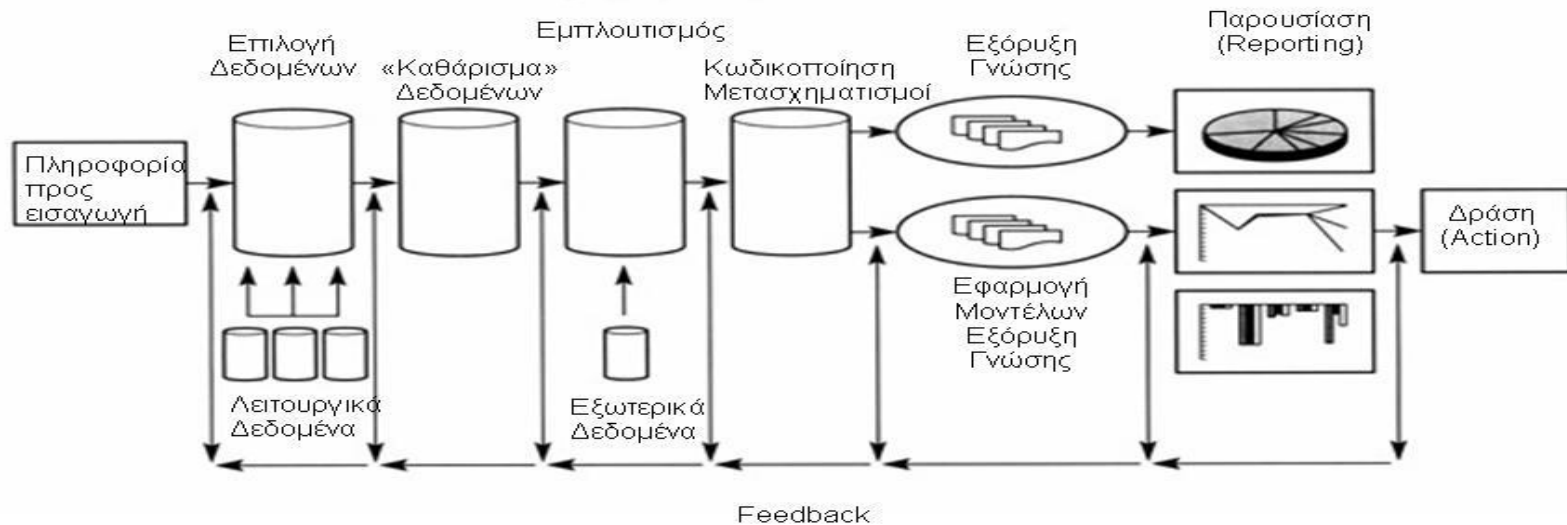 Επιλογή
Δεδομένων
«Καθάρισμα»
Δεδομένων
Εμπλουτισμός
Κωδικοποίηση
Μετασχηματισμοί
Εξόρυξη
Γνώσης
Παρουσίαση
(Reporting)
Πληροφορία
προς
εισαγωγή
Δράση
(Action)
Εφαρμογή
Μοντέλων
Εξόρυξη
Γνώσης
Λειτουργικά
Δεδομένα
Εξωτερικά
Δεδομένα
Feedback